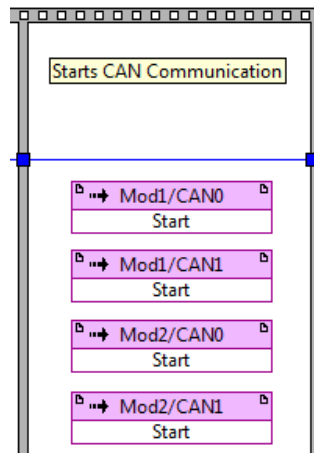 Starts CAN Communication
Mod1/CAN0
Start
Mod1/CAN1
Start
Mod2/CAN0
Start
Mod2/CAN1
Start